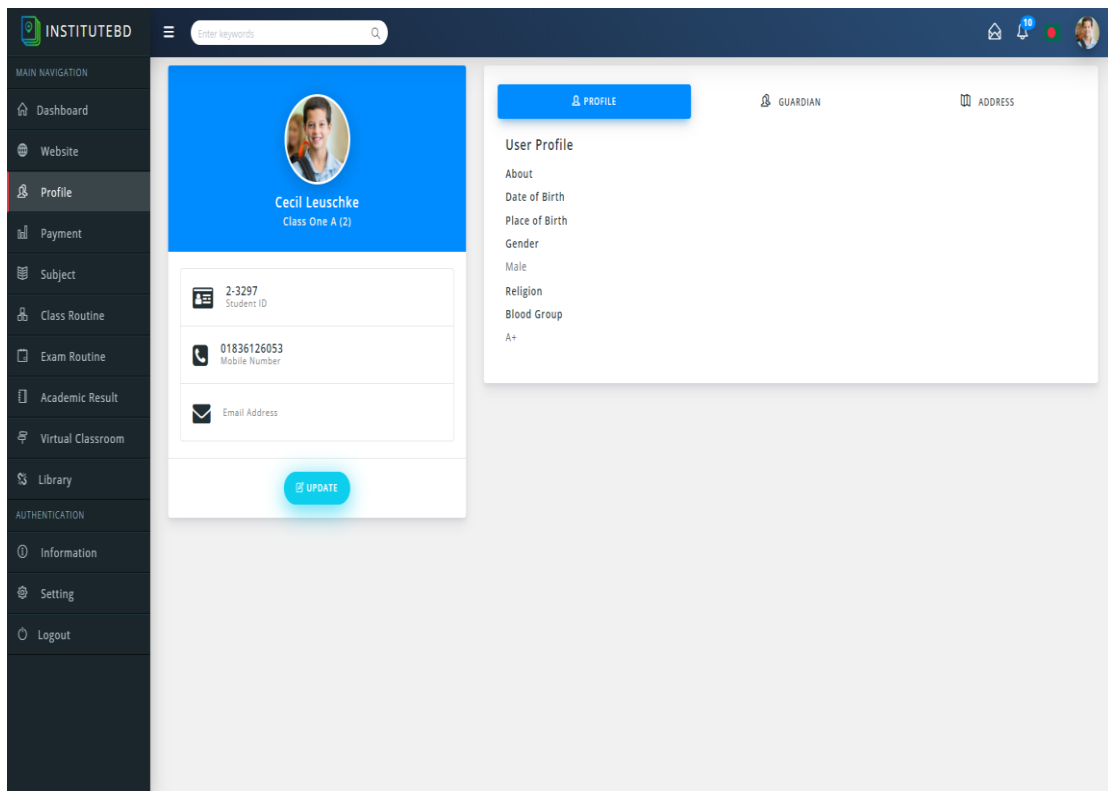 INSTITUTEBD
Enter keywords
10
MAIN NAVIGATION
Dashboard
Website
Profile
Payment
Subject
Class Routine
Exam Routine
Academic Result
Virtual Classroom
Library
AUTHENTICATION
Information
Setting
Logout
Cecil Leuschke
Class One A (2)
2-3297
Student ID
01836126053
Mobile Number
Email Address
UPDATE
PROFILE
GUARDIAN
ADDRESS
User Profile
About
Date of Birth
Place of Birth
Gender
Male
Religion
Blood Group
A+